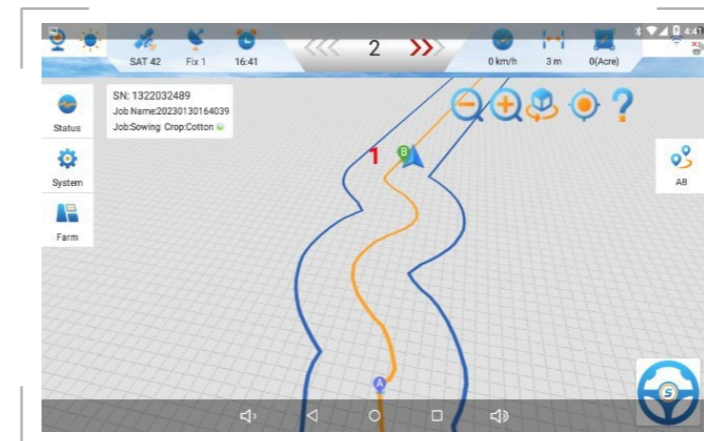 4:41
2
SAT 42
Fix 1
16:41
0 km/h
3 m
0(Acre)
SN: 1322032489
Job Name:20230130164039
Job:Sowing Crop:Cotton
Status
System
Farm
1
B
?
AB
A
S